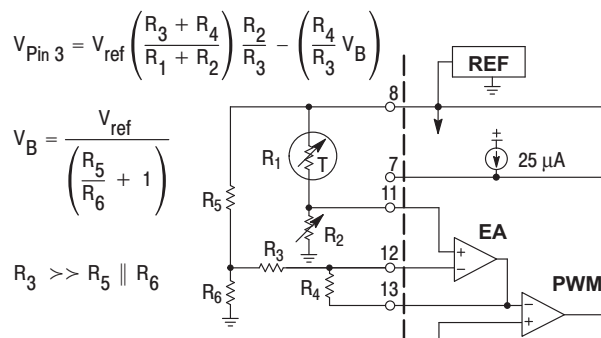 V_Pin 3 = V_ref ( (R_3 + R_4) / (R_1 + R_2) ) R_2 / R_3 − ( R_4 / R_3 V_B )
V_B = V_ref / ( R_5 / R_6 + 1 )
R_3 >> R_5 ∥ R_6
REF
8
R_1
T
7
25 μA
11
R_5
R_2
EA
+
−
R_3
12
R_6
R_4
13
PWM
−
+